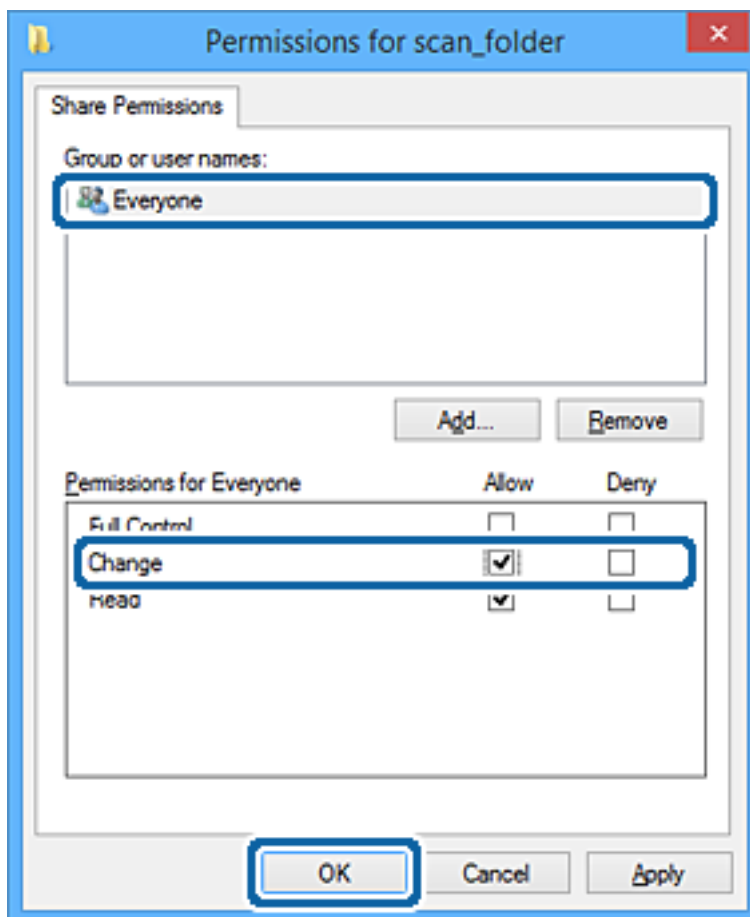 Permissions for scan_folder
Share Permissions
Group or user names:
Everyone
Add... Remove
Permissions for Everyone Allow Deny
Full Control
Change
Read
OK Cancel Apply